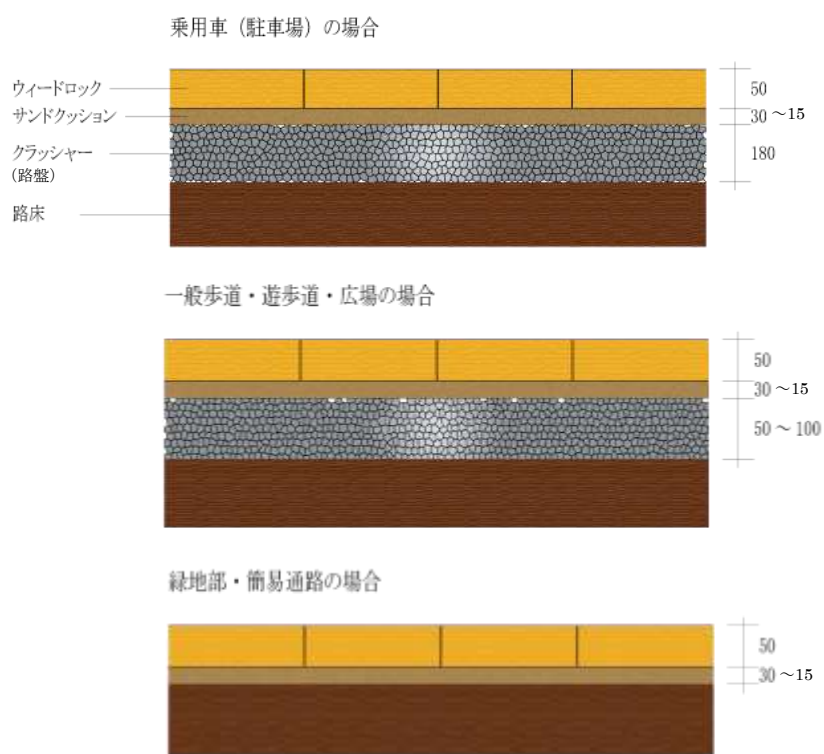 乗用車（駐車場）の場合
ウィードロック
サンドクッション
クラッシャー
(路盤)
路床
50
30 ～15
180
一般歩道・遊歩道・広場の場合
50
30 ～15
50 ～ 100
緑地部・簡易通路の場合
50
30 ～15